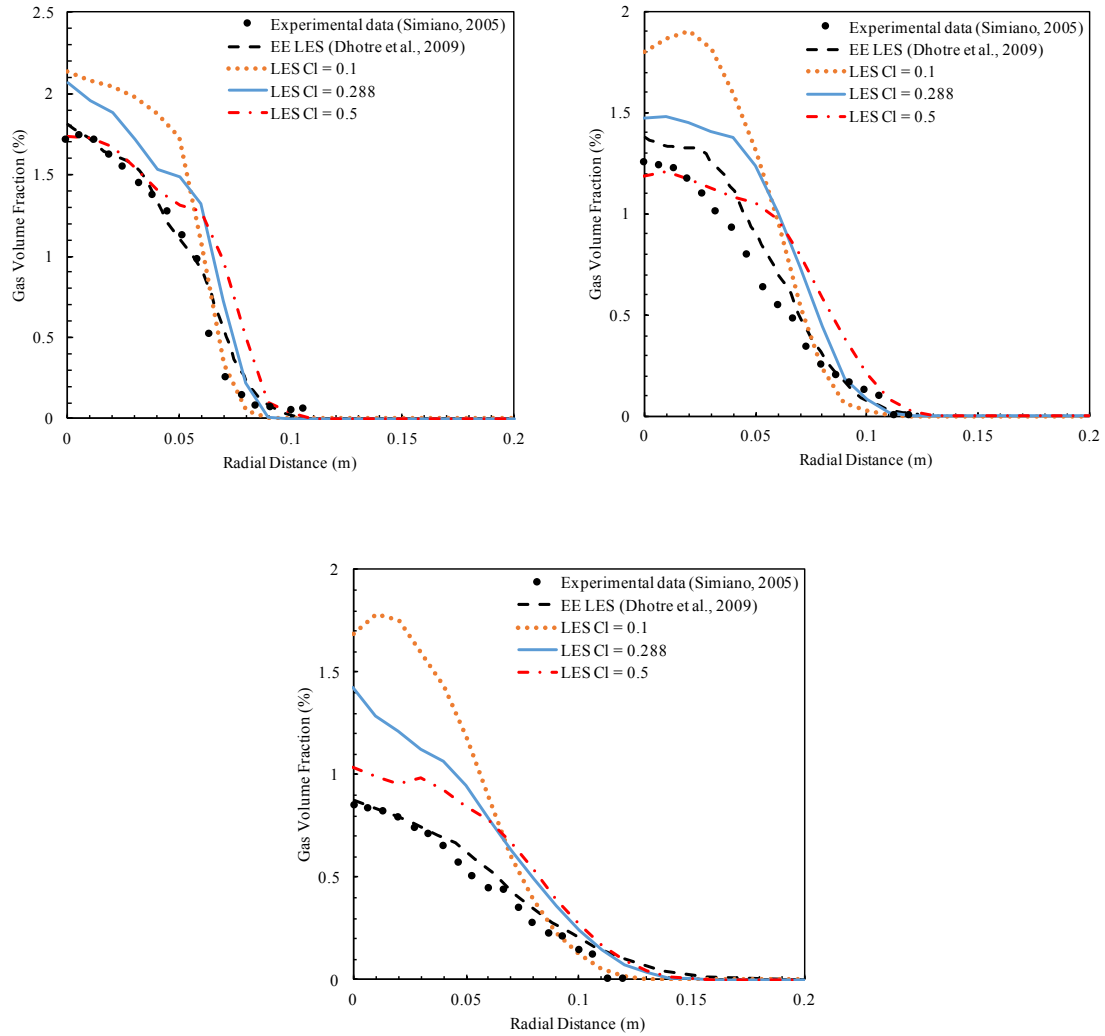 2.5
2
1.5
1
0.5
0
Gas Volume Fraction (%)
Experimental data (Simiano, 2005)
EE LES (Dhotre et al., 2009)
LES Cl = 0.1
LES Cl = 0.288
LES Cl = 0.5
0 0.05 0.1 0.15 0.2
Radial Distance (m)
2
1.5
1
0.5
0
Gas Volume Fraction (%)
Experimental data (Simiano, 2005)
EE LES (Dhotre et al., 2009)
LES Cl = 0.1
LES Cl = 0.288
LES Cl = 0.5
0 0.05 0.1 0.15 0.2
Radial Distance (m)
2
1.5
1
0.5
0
Gas Volume Fraction (%)
Experimental data (Simiano, 2005)
EE LES (Dhotre et al., 2009)
LES Cl = 0.1
LES Cl = 0.288
LES Cl = 0.5
0 0.05 0.1 0.15 0.2
Radial Distance (m)